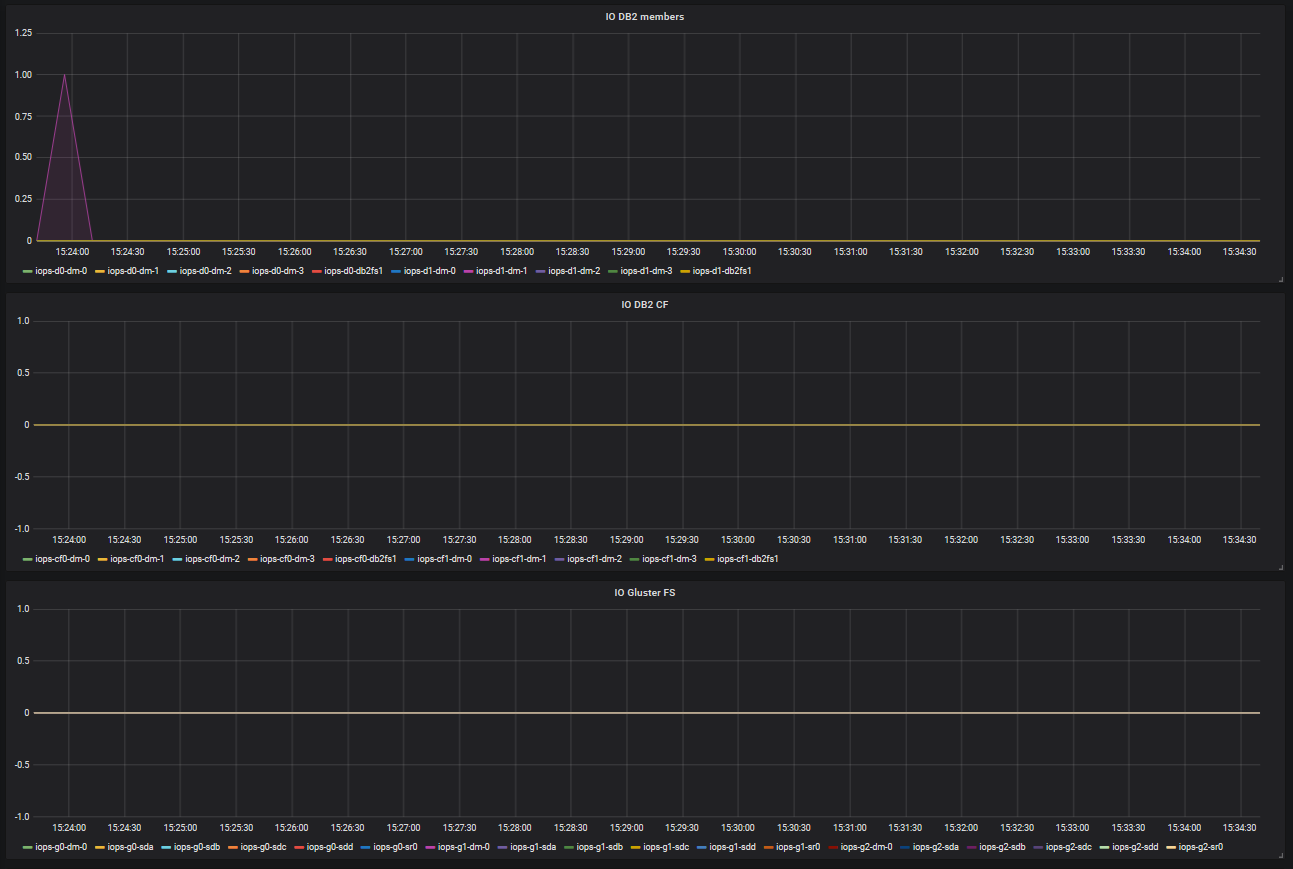 IO DB2 members
1.25
1.00
0.75
0.50
0.25
0
15:24:00 15:24:30 15:25:00 15:25:30 15:26:00 15:26:30 15:27:00 15:27:30 15:28:00 15:28:30 15:29:00 15:29:30 15:30:00 15:30:30 15:31:00 15:31:30 15:32:00 15:32:30 15:33:00 15:33:30 15:34:00 15:34:30
iops-d0-dm-0 iops-d0-dm-1 iops-d0-dm-2 iops-d0-dm-3 iops-d0-db2fs1 iops-d1-dm-0 iops-d1-dm-1 iops-d1-dm-2 iops-d1-dm-3 iops-d1-db2fs1
IO DB2 CF
1.0
0.5
0
-0.5
-1.0
15:24:00 15:24:30 15:25:00 15:25:30 15:26:00 15:26:30 15:27:00 15:27:30 15:28:00 15:28:30 15:29:00 15:29:30 15:30:00 15:30:30 15:31:00 15:31:30 15:32:00 15:32:30 15:33:00 15:33:30 15:34:00 15:34:30
iops-cf0-dm-0 iops-cf0-dm-1 iops-cf0-dm-2 iops-cf0-dm-3 iops-cf0-db2fs1 iops-cf1-dm-0 iops-cf1-dm-1 iops-cf1-dm-2 iops-cf1-dm-3 iops-cf1-db2fs1
IO Gluster FS
1.0
0.5
0
-0.5
-1.0
15:24:00 15:24:30 15:25:00 15:25:30 15:26:00 15:26:30 15:27:00 15:27:30 15:28:00 15:28:30 15:29:00 15:29:30 15:30:00 15:30:30 15:31:00 15:31:30 15:32:00 15:32:30 15:33:00 15:33:30 15:34:00 15:34:30
iops-g0-dm-0 iops-g0-sda iops-g0-sdb iops-g0-sdc iops-g0-sdd iops-g0-sr0 iops-g1-dm-0 iops-g1-sda iops-g1-sdb iops-g1-sdc iops-g1-sdd iops-g1-sr0 iops-g2-dm-0 iops-g2-sda iops-g2-sdb iops-g2-sdc iops-g2-sdd iops-g2-sr0